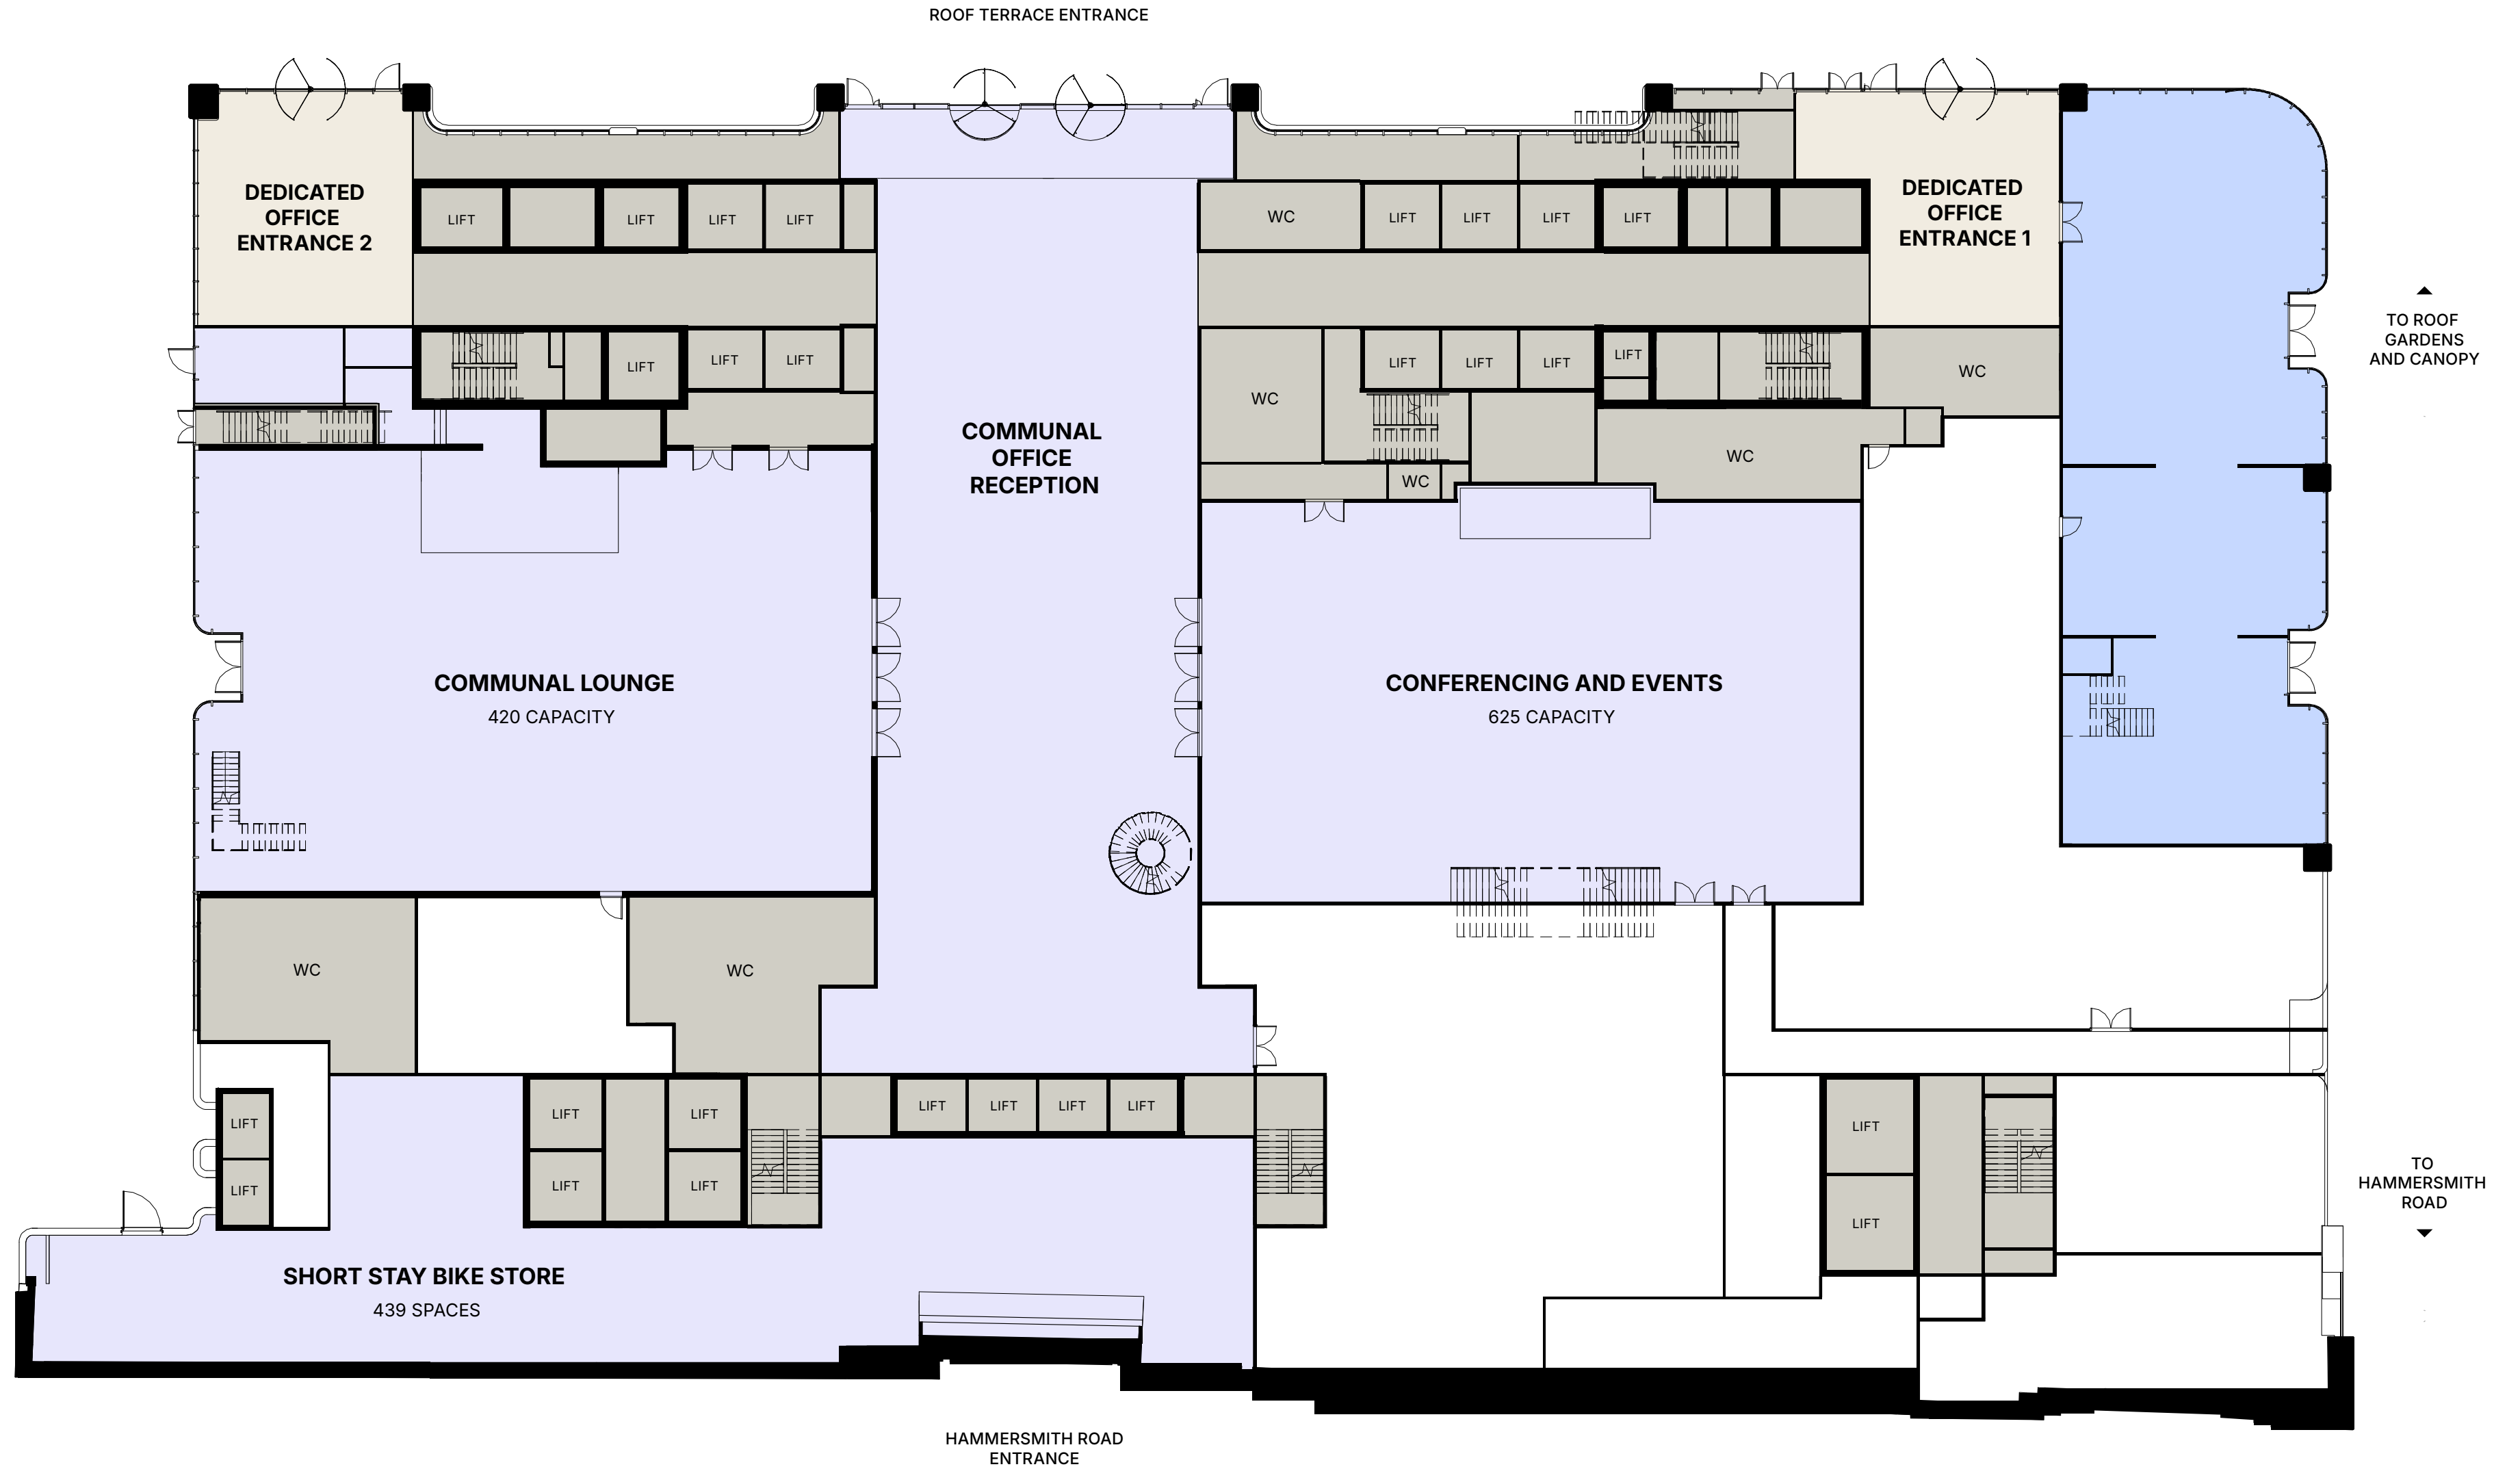 ROOF TERRACE ENTRANCE
DEDICATED
OFFICE
ENTRANCE 2
LIFT
LIFT
LIFT
LIFT
WC
LIFT
LIFT
LIFT
LIFT
DEDICATED
OFFICE
ENTRANCE 1
TO ROOF
GARDENS
AND CANOPY
LIFT
LIFT
LIFT
WC
LIFT
LIFT
LIFT
LIFT
WC
COMMUNAL
OFFICE
RECEPTION
WC
WC
COMMUNAL LOUNGE
420 CAPACITY
CONFERENCING AND EVENTS
625 CAPACITY
WC
WC
LIFT
LIFT
LIFT
LIFT
LIFT
LIFT
LIFT
LIFT
LIFT
LIFT
LIFT
LIFT
TO
HAMMERSMITH
ROAD
SHORT STAY BIKE STORE
439 SPACES
HAMMERSMITH ROAD
ENTRANCE